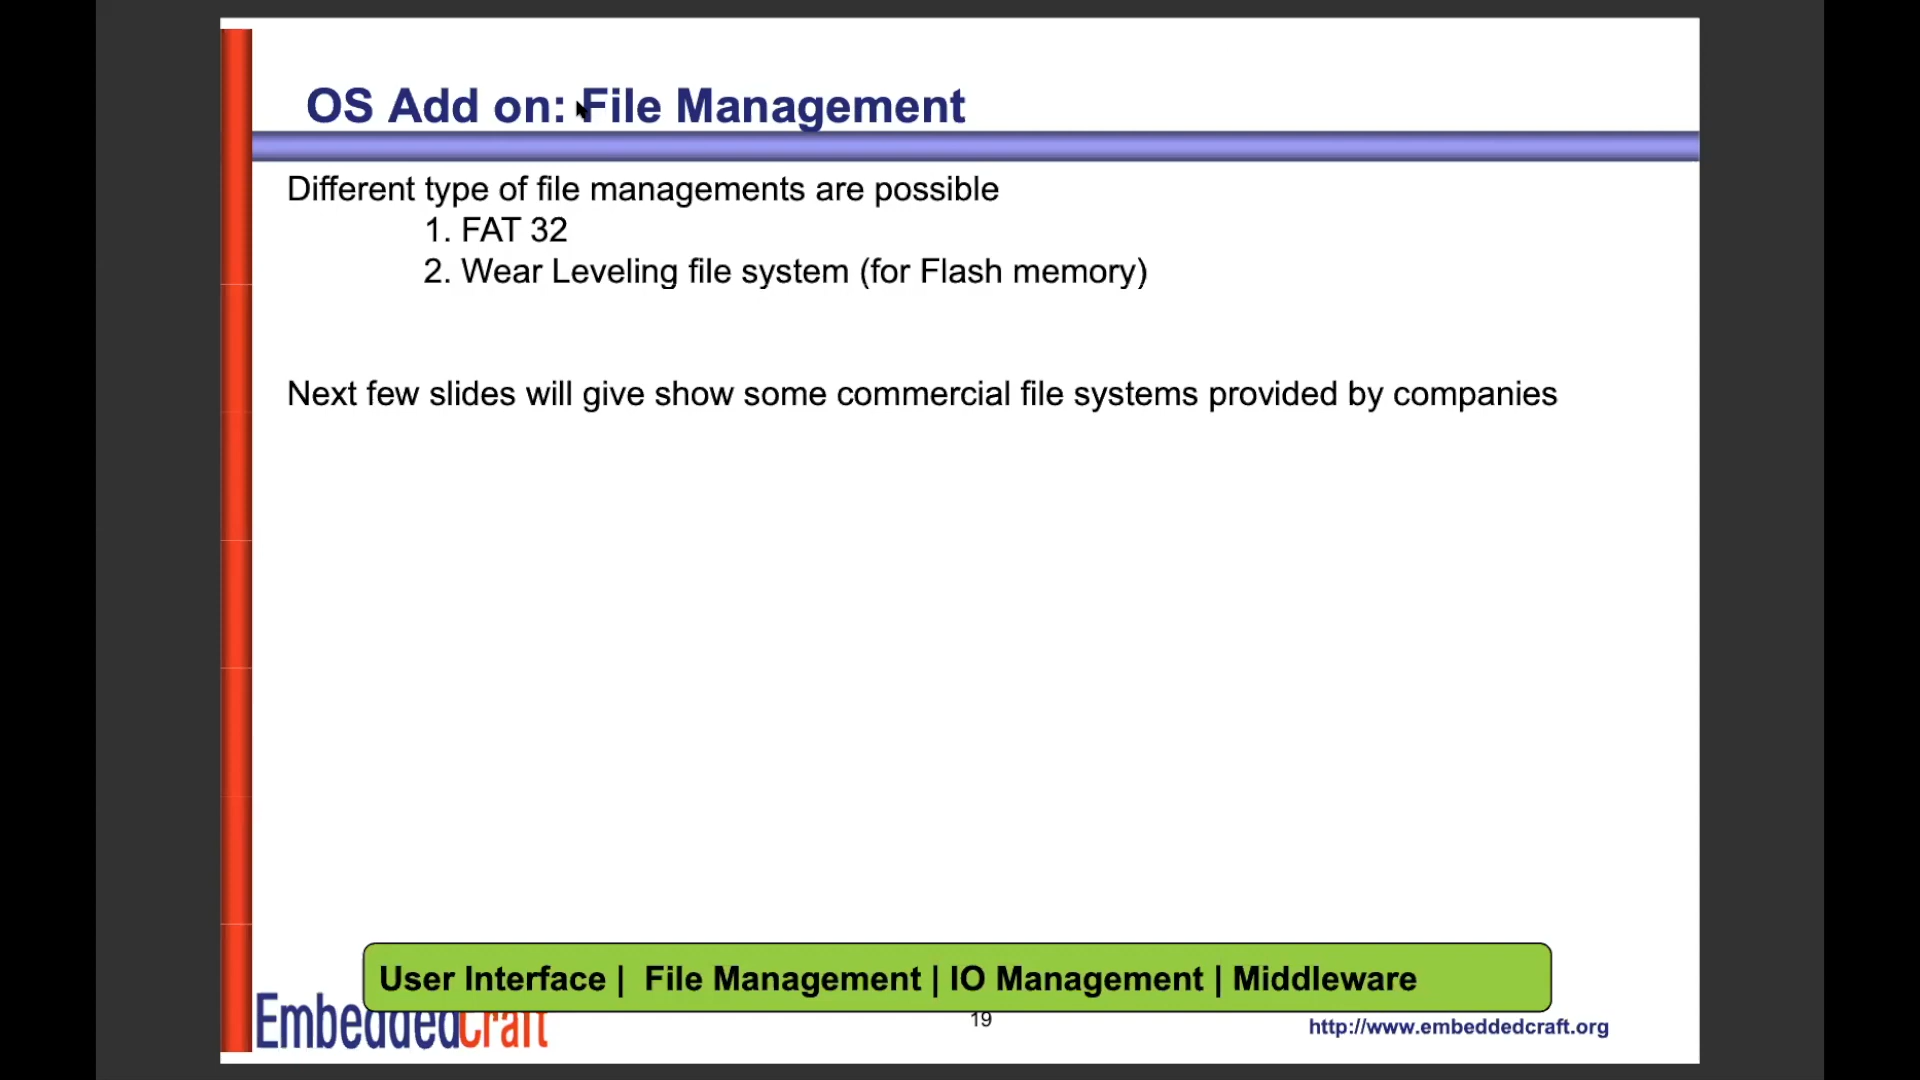 OS Add on: File Management
Different type of file managements are possible
1. FAT 32
2. Wear Leveling file system (for Flash memory)
Next few slides will give show some commercial file systems provided by companies
User Interface | File Management | IO Management | Middleware
EmbeddedCraft
19
http://www.embeddedcraft.org